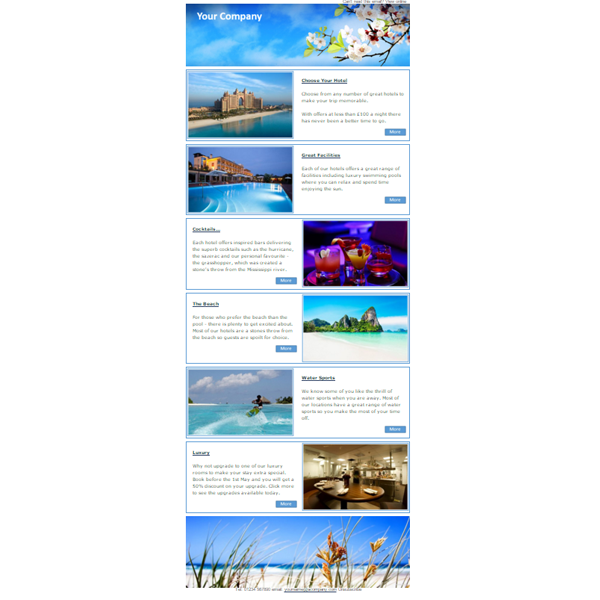 Can't read this email? View online
Your Company
Choose Your Hotel
Choose from any number of great hotels to
make your trip memorable.
With offers at less than £100 a night there
has never been a better time to go.
More
Great Facilities
Each of our hotels offers a great range of
facilities including luxury swimming pools
where you can relax and spend time
enjoying the sun.
More
Cocktails...
Each hotel offers inspired bars delivering
the superb cocktails such as the hurricane,
the sazerac and our personal favourite -
the grasshopper, which was created a
stone's throw from the Mississippi river.
More
The Beach
For those who prefer the beach than the
pool - there is plenty to get excited about.
Most of our hotels are a stones throw from
the beach so guests are spoilt for choice.
More
Water Sports
We know some of you like the thrill of
water sports when you are away. Most of
our locations have a great range of water
sports so you make the most of your time
off.
More
Luxury
Why not upgrade to one of our luxury
rooms to make your stay extra special.
Book before the 1st May and you will get a
50% discount on your upgrade. Click more
to see the upgrades available today.
More
Tel: 01234 567890 email: Unsubscribe